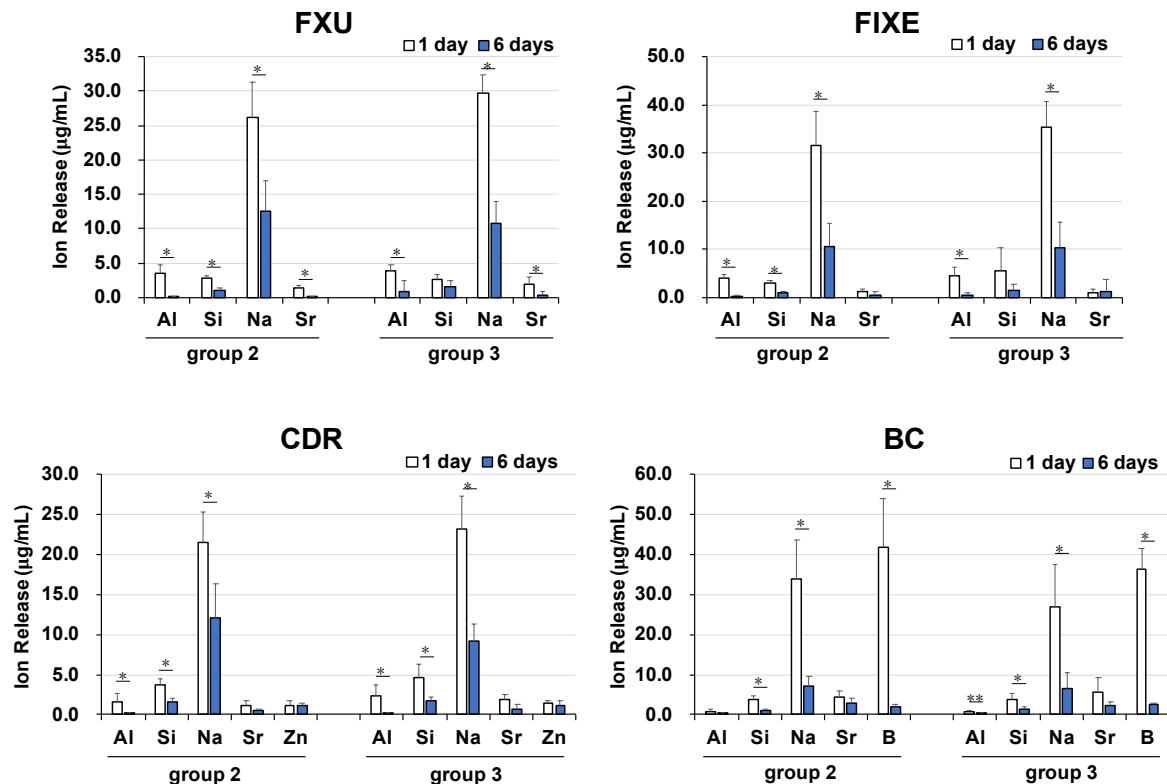 FXU
1 day 6 days
Ion Release (µg/mL)
35.0
30.0
25.0
20.0
15.0
10.0
5.0
0.0
* * * * * * *
Al Si Na Sr Al Si Na Sr
group 2 group 3
FIXE
1 day 6 days
Ion Release (µg/mL)
50.0
40.0
30.0
20.0
10.0
0.0
* * * * *
Al Si Na Sr Al Si Na Sr
group 2 group 3
CDR
1 day 6 days
Ion Release (µg/mL)
30.0
25.0
20.0
15.0
10.0
5.0
0.0
* * * * * *
Al Si Na Sr Zn Al Si Na Sr Zn
group 2 group 3
BC
1 day 6 days
Ion Release (µg/mL)
60.0
50.0
40.0
30.0
20.0
10.0
0.0
* * * ** * * *
Al Si Na Sr B Al Si Na Sr B
group 2 group 3